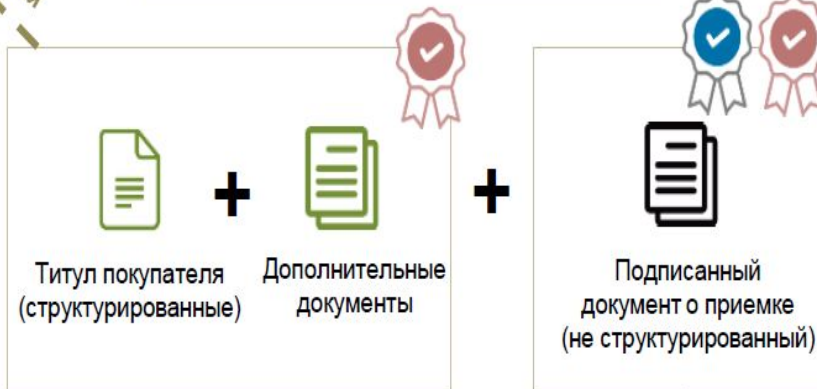 +
+
Титул покупателя
(структурированные)
Дополнительные
документы
Подписанный
документ о приемке
(не структурированный)